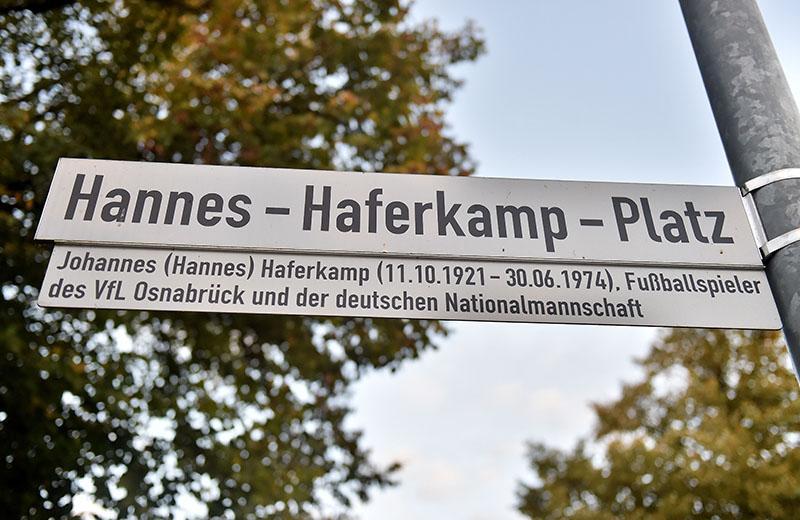 Hannes – Haferkamp – Platz
Johannes (Hannes) Haferkamp (11.10.1921 – 30.06.1974), Fußballspieler
des VfL Osnabrück und der deutschen Nationalmannschaft